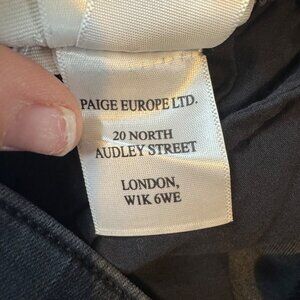 PAIGE EUROPE LTD.
20 NORTH
AUDLEY STREET
LONDON,
W1K 6WE